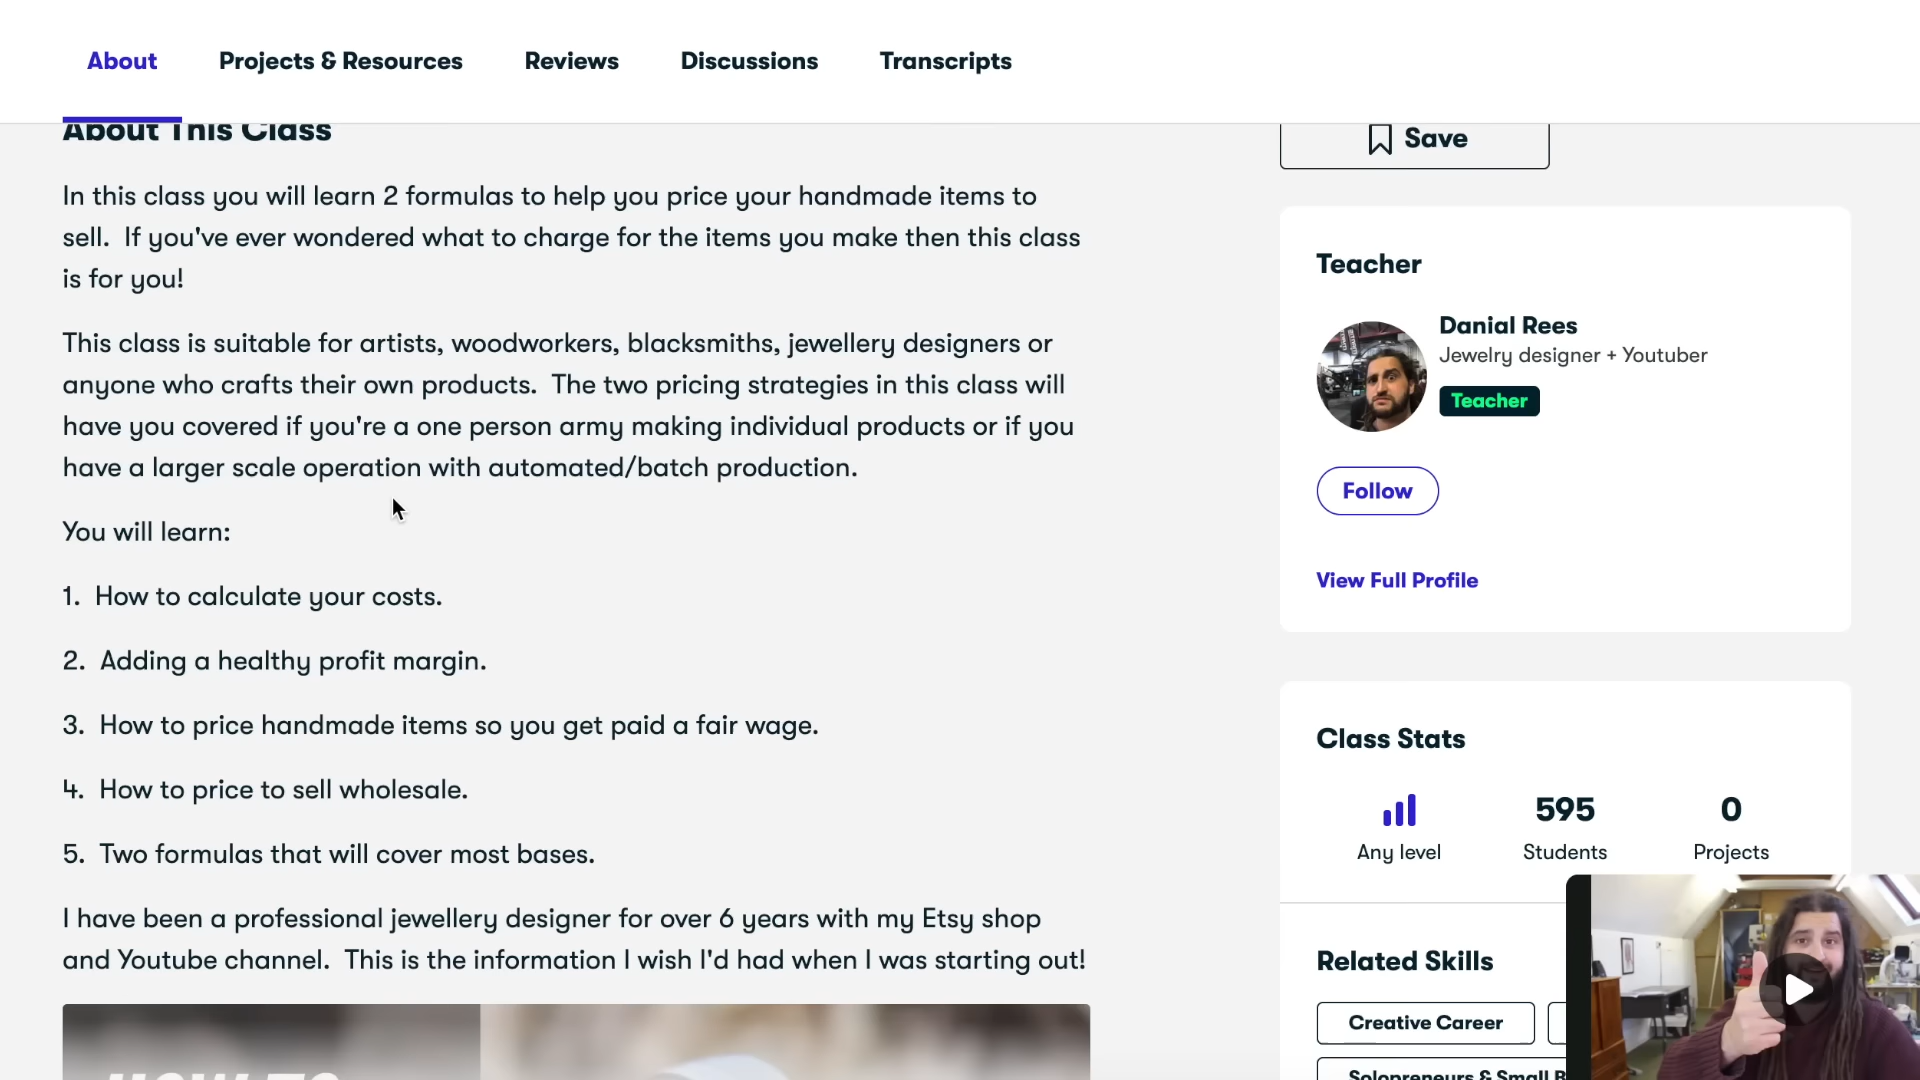 About Projects & Resources Reviews Discussions Transcripts
About This Class
Save
In this class you will learn 2 formulas to help you price your handmade items to
sell. If you've ever wondered what to charge for the items you make then this class
is for you!
This class is suitable for artists, woodworkers, blacksmiths, jewellery designers or
anyone who crafts their own products. The two pricing strategies in this class will
have you covered if you're a one person army making individual products or if you
have a larger scale operation with automated/batch production.
You will learn:
1. How to calculate your costs.
2. Adding a healthy profit margin.
3. How to price handmade items so you get paid a fair wage.
4. How to price to sell wholesale.
5. Two formulas that will cover most bases.
I have been a professional jewellery designer for over 6 years with my Etsy shop
and Youtube channel. This is the information I wish I'd had when I was starting out!
HOW TO
Teacher
Danial Rees
Jewelry designer + Youtuber
Teacher
Follow
View Full Profile
Class Stats
595 0
Any level Students Projects
Related Skills
Creative Career
Solopreneurs & Small